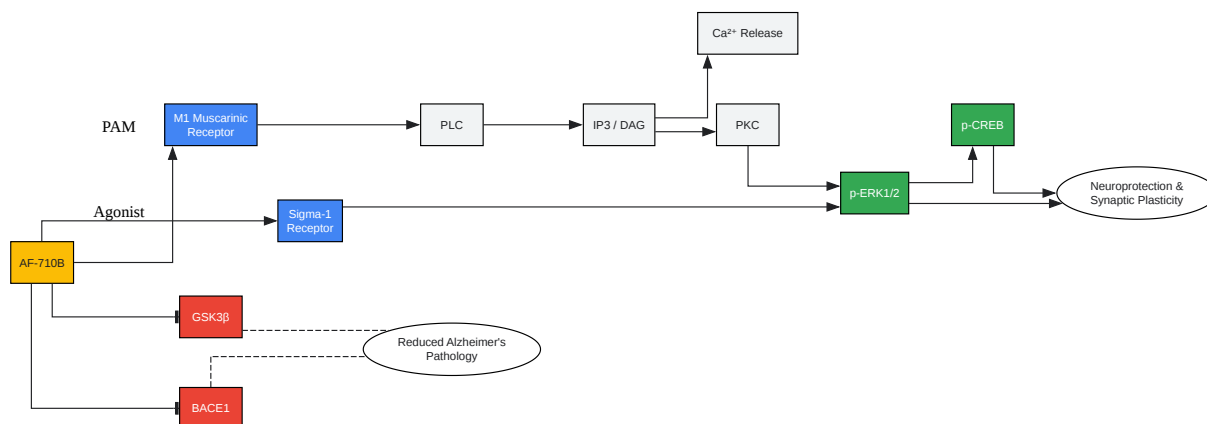 Ca²⁺ Release
PAM
M1 Muscarinic
Receptor
PLC
IP3 / DAG
PKC
p-CREB
p-ERK1/2
Neuroprotection &
Synaptic Plasticity
Agonist
Sigma-1
Receptor
AF-710B
GSK3β
Reduced Alzheimer's
Pathology
BACE1